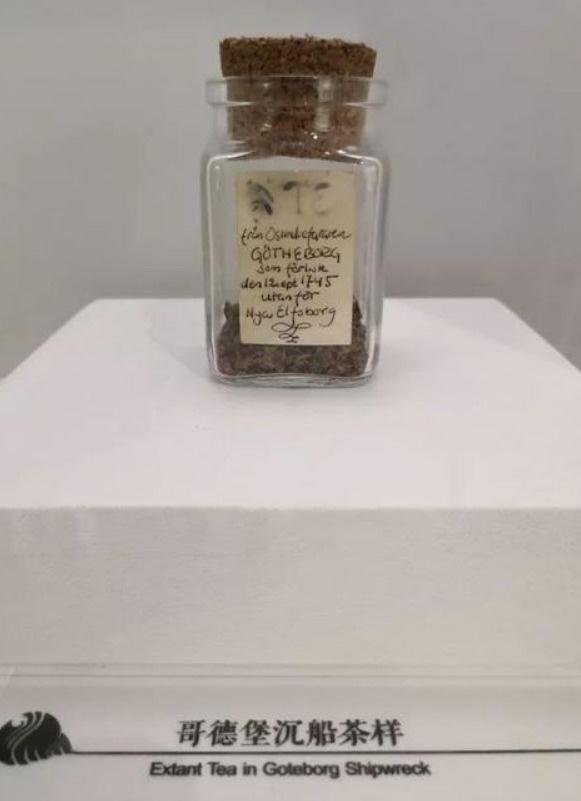 från Ostindiefararen
GÖTHEBORG
som förliste
den 12 sept 1745
utanför
Nya Elfsborg
哥德堡沉船茶样
Extant Tea in Goteborg Shipwreck